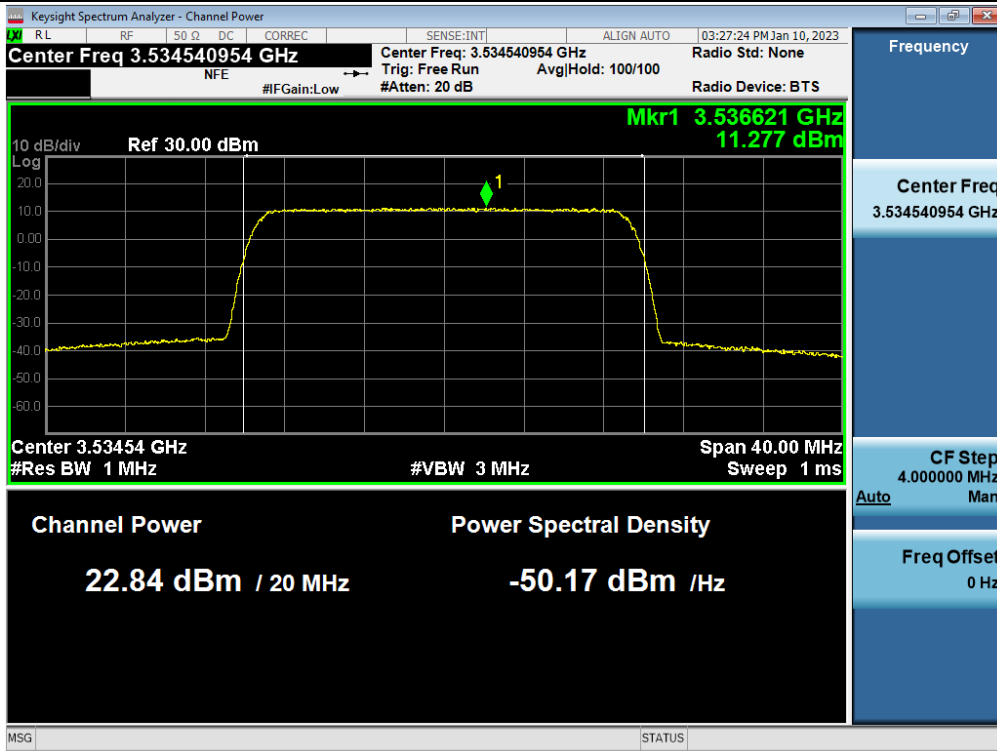 Keysight Spectrum Analyzer - Channel Power
LXI RL RF 50 Ω DC CORREC SENSE:INT ALIGN AUTO 03:27:24 PM Jan 10, 2023
Center Freq 3.534540954 GHz
NFE
#IFGain:Low
Center Freq: 3.534540954 GHz
Trig: Free Run Avg|Hold: 100/100
#Atten: 20 dB
Radio Std: None
Radio Device: BTS
Mkr1 3.536621 GHz
11.277 dBm
10 dB/div Ref 30.00 dBm
Log
20.0
10.0
0.00
-10.0
-20.0
-30.0
-40.0
-50.0
-60.0
1
Center 3.53454 GHz Span 40.00 MHz
#Res BW 1 MHz #VBW 3 MHz Sweep 1 ms
Channel Power Power Spectral Density
22.84 dBm / 20 MHz -50.17 dBm /Hz
Frequency
Center Freq
3.534540954 GHz
CF Step
4.000000 MHz
Auto Man
Freq Offset
0 Hz
MSG STATUS